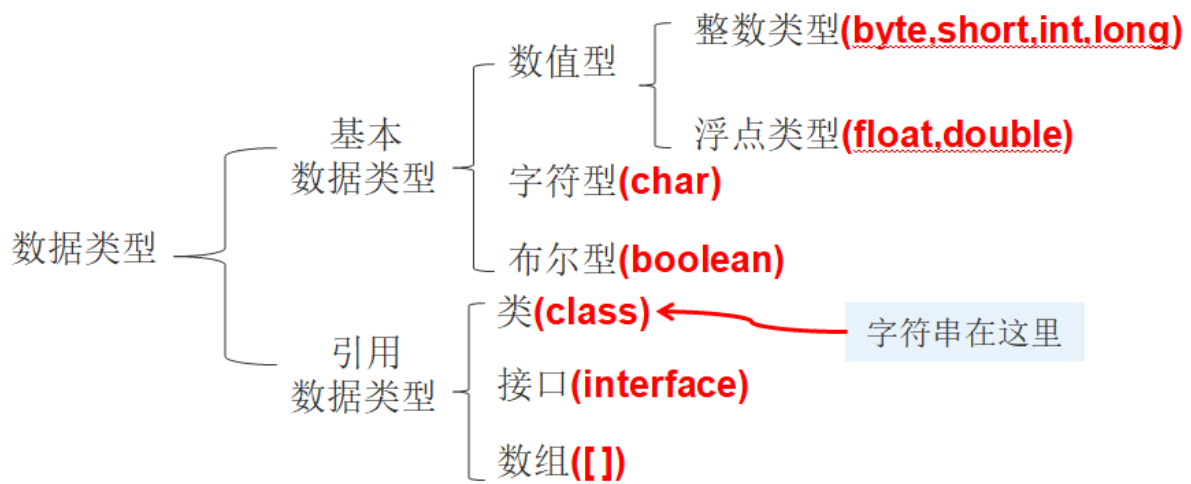 整数类型(byte,short,int,long)
数值型
浮点类型(float,double)
基本
数据类型
字符型(char)
布尔型(boolean)
数据类型
类(class)
字符串在这里
引用
数据类型
接口(interface)
数组([ ])